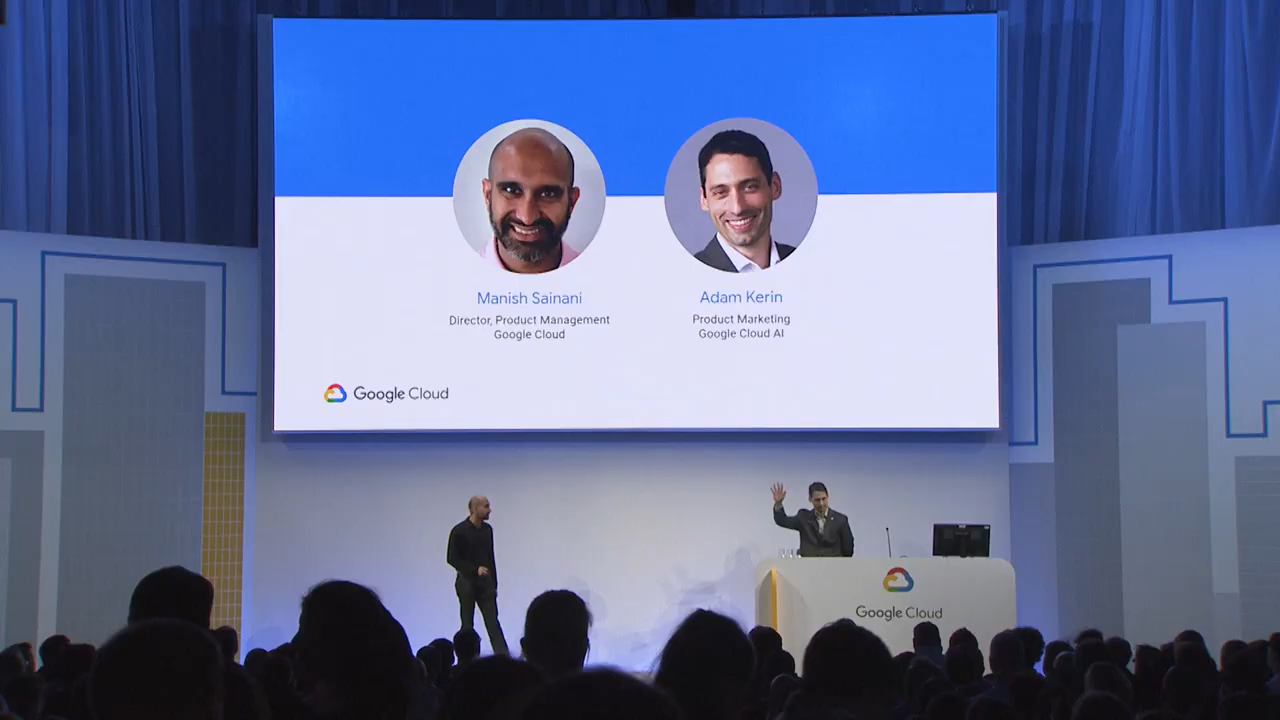 Manish Sainani
Director, Product Management
Google Cloud
Adam Kerin
Product Marketing
Google Cloud AI
Google Cloud
Google Cloud